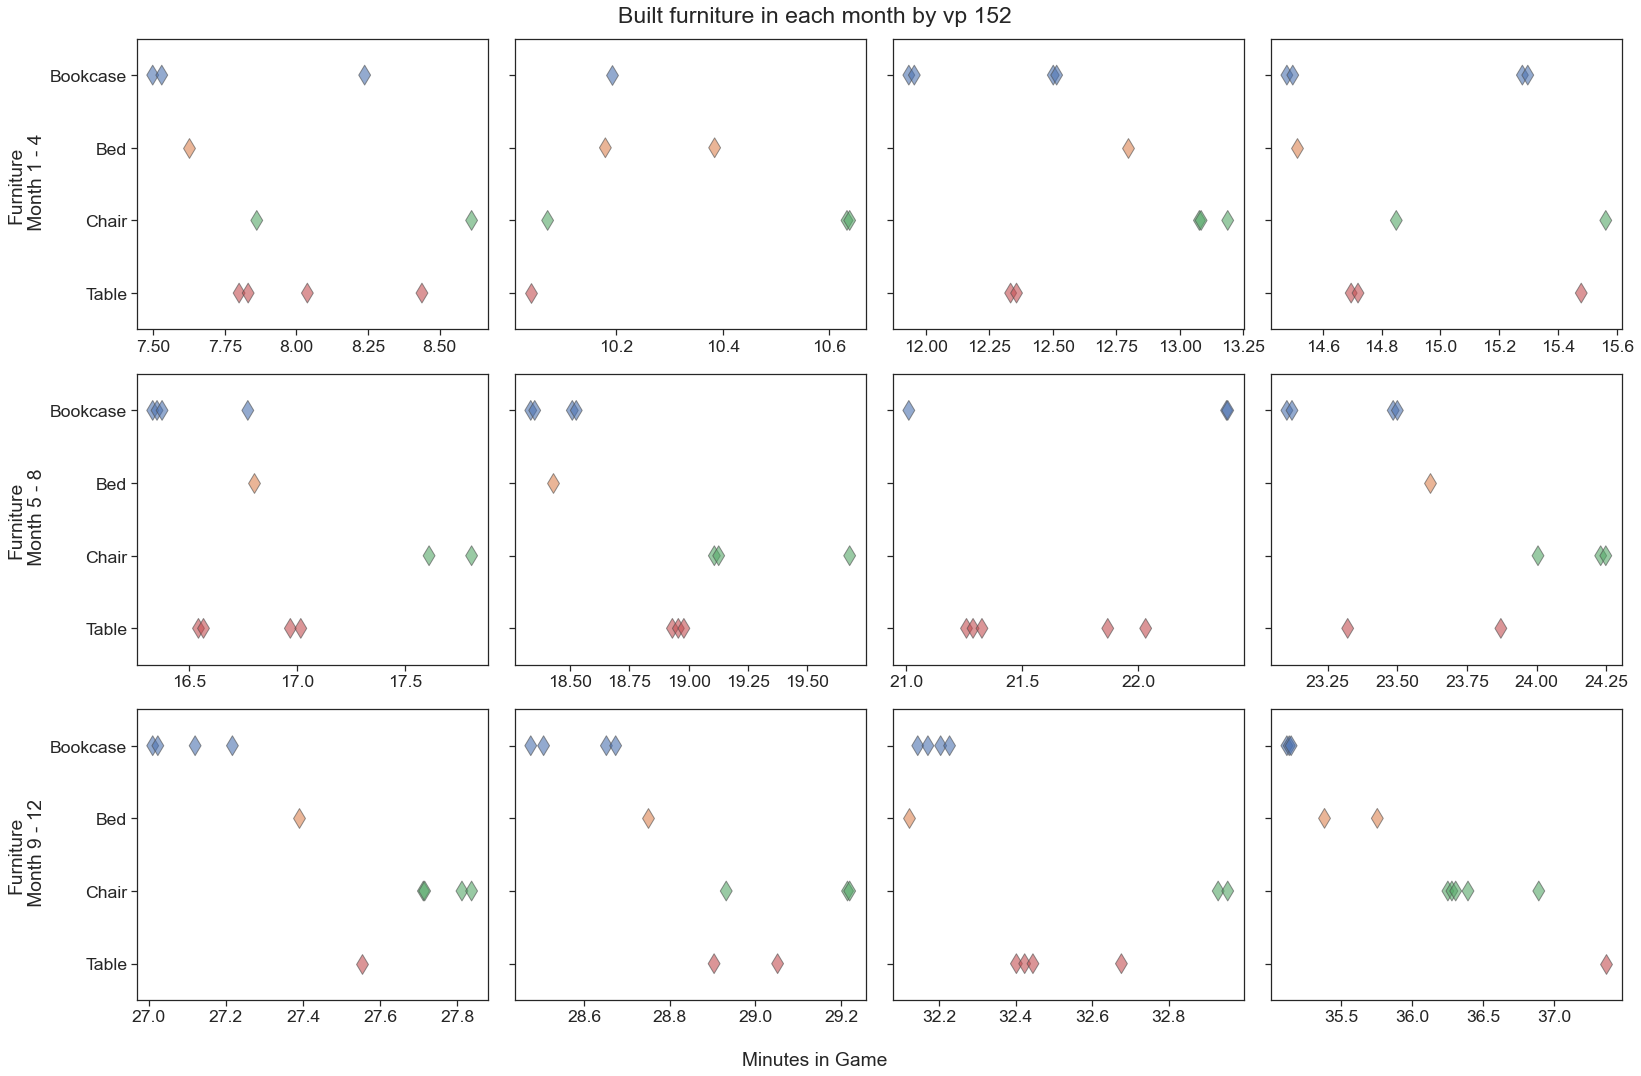 Built furniture in each month by vp 152
Furniture
Month 1 - 4
Bookcase
Bed
Chair
Table
7.50 7.75 8.00 8.25 8.50
10.2 10.4 10.6
12.00 12.25 12.50 12.75 13.00 13.25
14.6 14.8 15.0 15.2 15.4 15.6
Furniture
Month 5 - 8
Bookcase
Bed
Chair
Table
16.5 17.0 17.5
18.50 18.75 19.00 19.25 19.50
21.0 21.5 22.0
23.25 23.50 23.75 24.00 24.25
Furniture
Month 9 - 12
Bookcase
Bed
Chair
Table
27.0 27.2 27.4 27.6 27.8
28.6 28.8 29.0 29.2
32.2 32.4 32.6 32.8
35.5 36.0 36.5 37.0
Minutes in Game